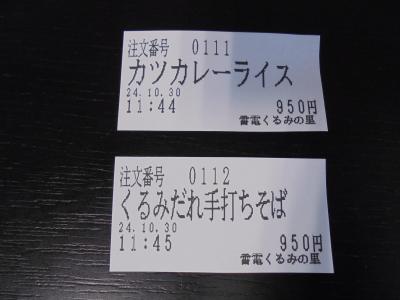 注文番号 0111
カツカレーライス
24.10.30
11:44 950円
雷電くるみの里
注文番号 0112
くるみだれ手打ちそば
24.10.30
11:45 950円
雷電くるみの里